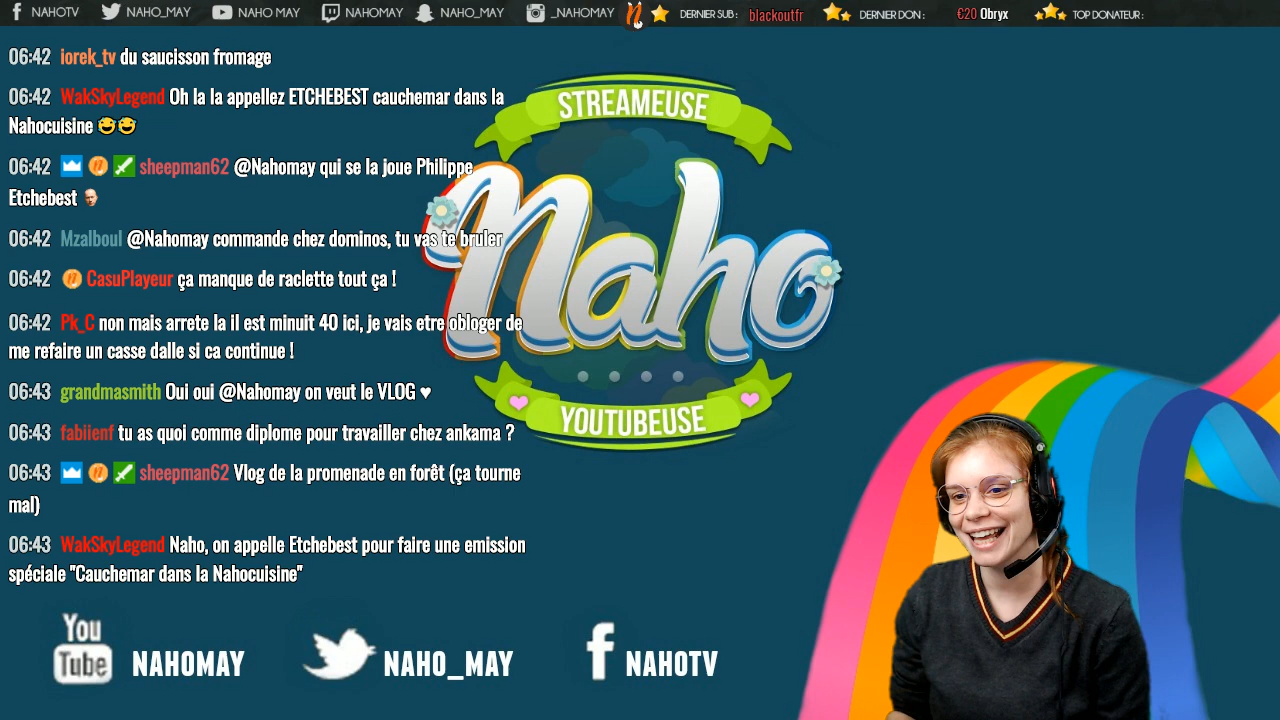 NAHOTV NAHO_MAY NAHO MAY NAHOMAY NAHO_MAY _NAHOMAY DERNIER SUB : blackoutfr DERNIER DON : €20 Obryx TOP DONATEUR :
06:42 iorek_tv du saucisson fromage
06:42 WakSkyLegend Oh la la appellez ETCHEBEST cauchemar dans la
Nahocuisine 😅😅
06:42 sheepman62 @Nahomay qui se la joue Philippe
Etchebest
06:42 Mzalboul @Nahomay commande chez dominos, tu vas te bruler
06:42 CasuPlayeur ça manque de raclette tout ça !
06:42 Pk_C non mais arrete la il est minuit 40 ici, je vais etre obloger de
me refaire un casse dalle si ca continue !
06:43 grandmasmith Oui oui @Nahomay on veut le VLOG ♥
06:43 fabiienf tu as quoi comme diplome pour travailler chez ankama ?
06:43 sheepman62 Vlog de la promenade en forêt (ça tourne
mal)
06:43 WakSkyLegend Naho, on appelle Etchebest pour faire une emission
spéciale "Cauchemar dans la Nahocuisine"
STREAMEUSE
Naho
YOUTUBEUSE
You
Tube NAHOMAY NAHO_MAY NAHOTV